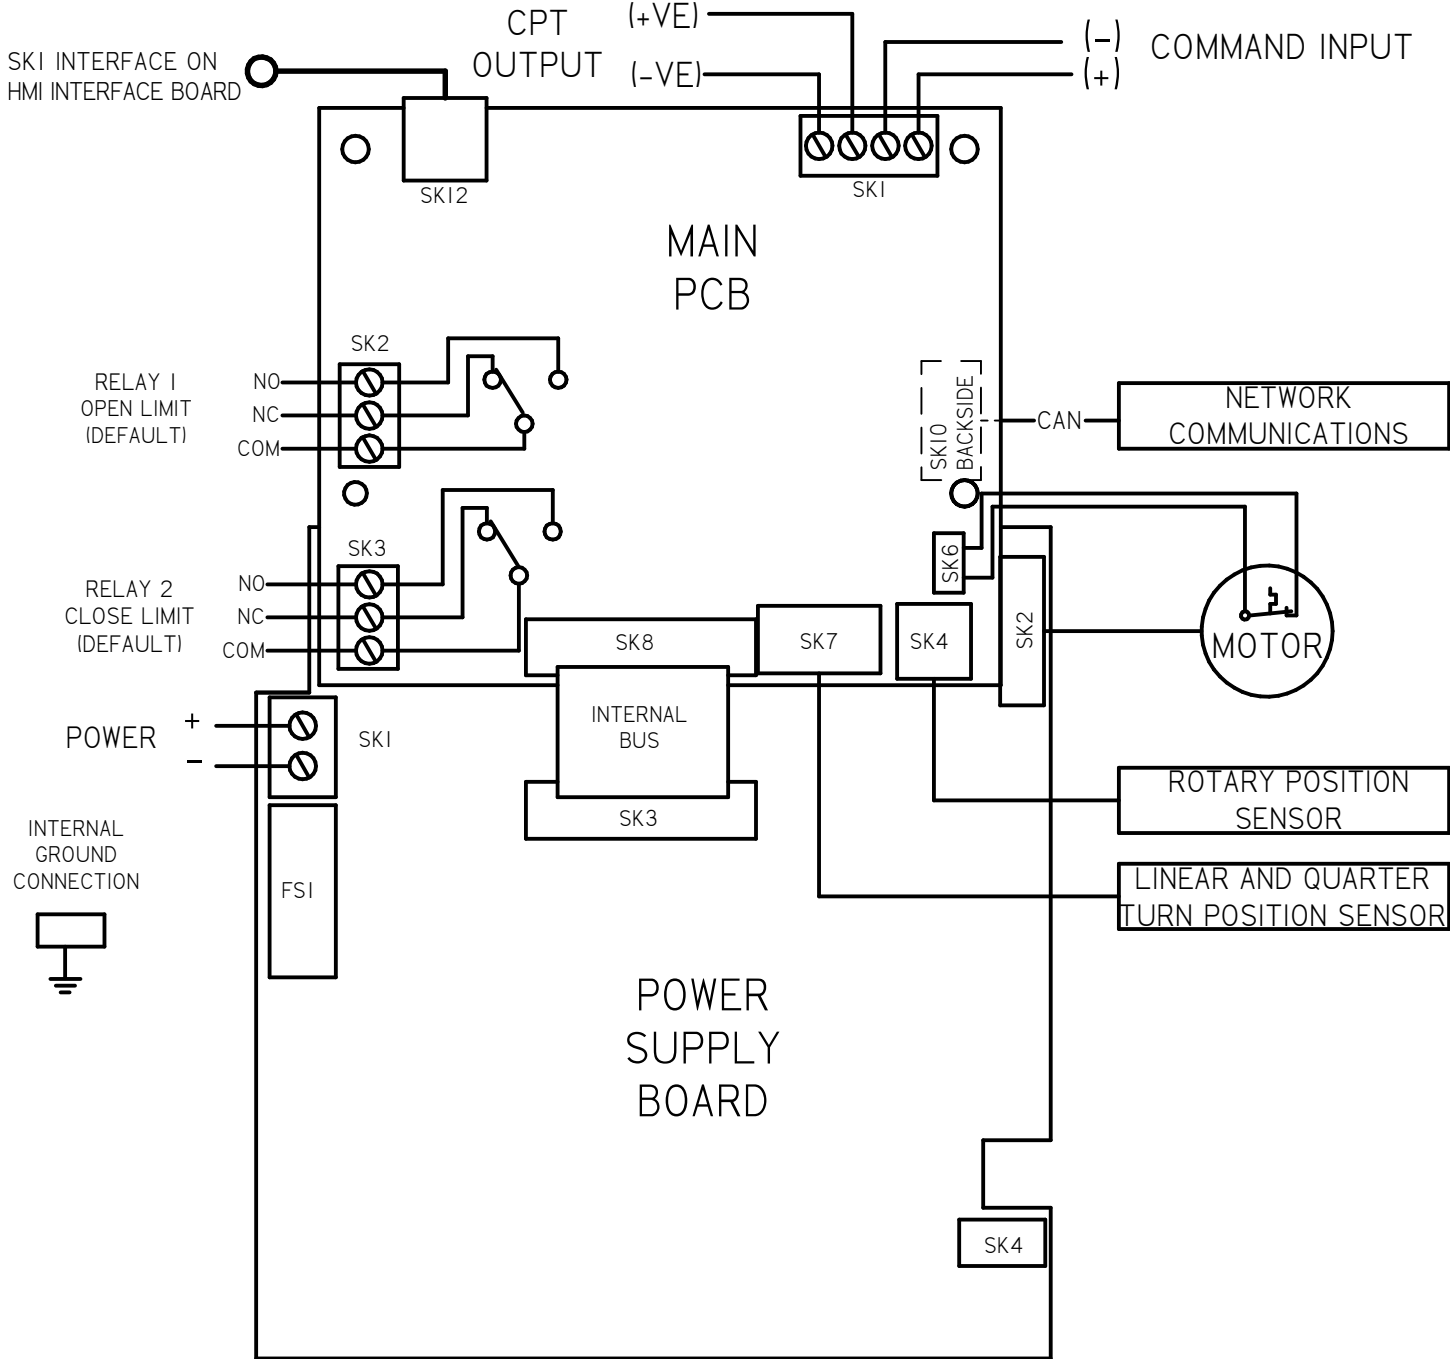 CPT
OUTPUT
(+VE)
(-VE)
(-)
(+)
COMMAND INPUT
SK1 INTERFACE ON
HMI INTERFACE BOARD
SK12
SK1
MAIN
PCB
SK2
RELAY 1
OPEN LIMIT
(DEFAULT)
NO
NC
COM
SK10
BACKSIDE
CAN
NETWORK
COMMUNICATIONS
SK3
RELAY 2
CLOSE LIMIT
(DEFAULT)
NO
NC
COM
SK6
SK8
SK7
SK4
SK2
MOTOR
POWER
+
-
SK1
INTERNAL
BUS
SK3
ROTARY POSITION
SENSOR
LINEAR AND QUARTER
TURN POSITION SENSOR
INTERNAL
GROUND
CONNECTION
FS1
POWER
SUPPLY
BOARD
SK4